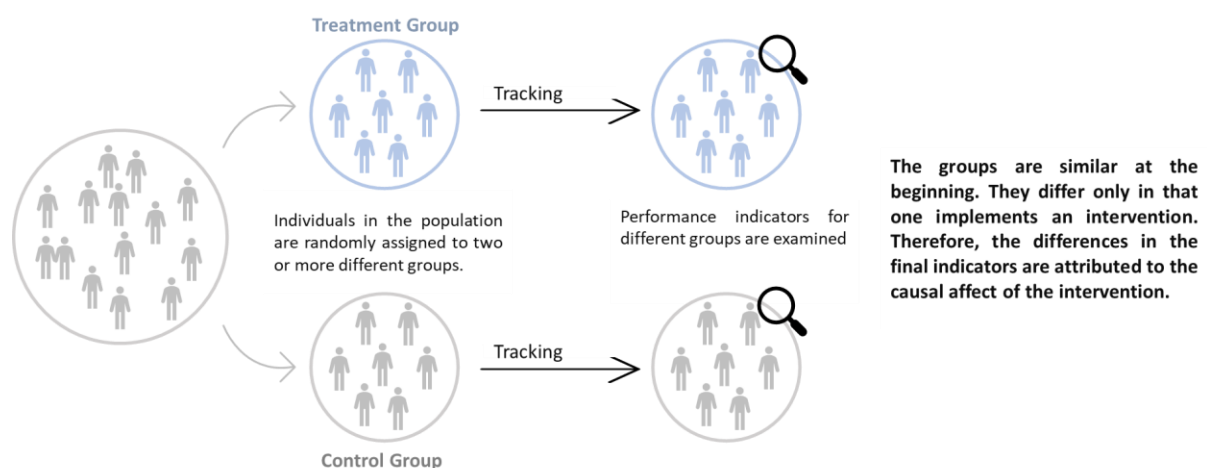 Treatment Group
Tracking
Individuals in the population
are randomly assigned to two
or more different groups.
Performance indicators for
different groups are examined
The groups are similar at the
beginning. They differ only in that
one implements an intervention.
Therefore, the differences in the
final indicators are attributed to the
causal affect of the intervention.
Tracking
Control Group